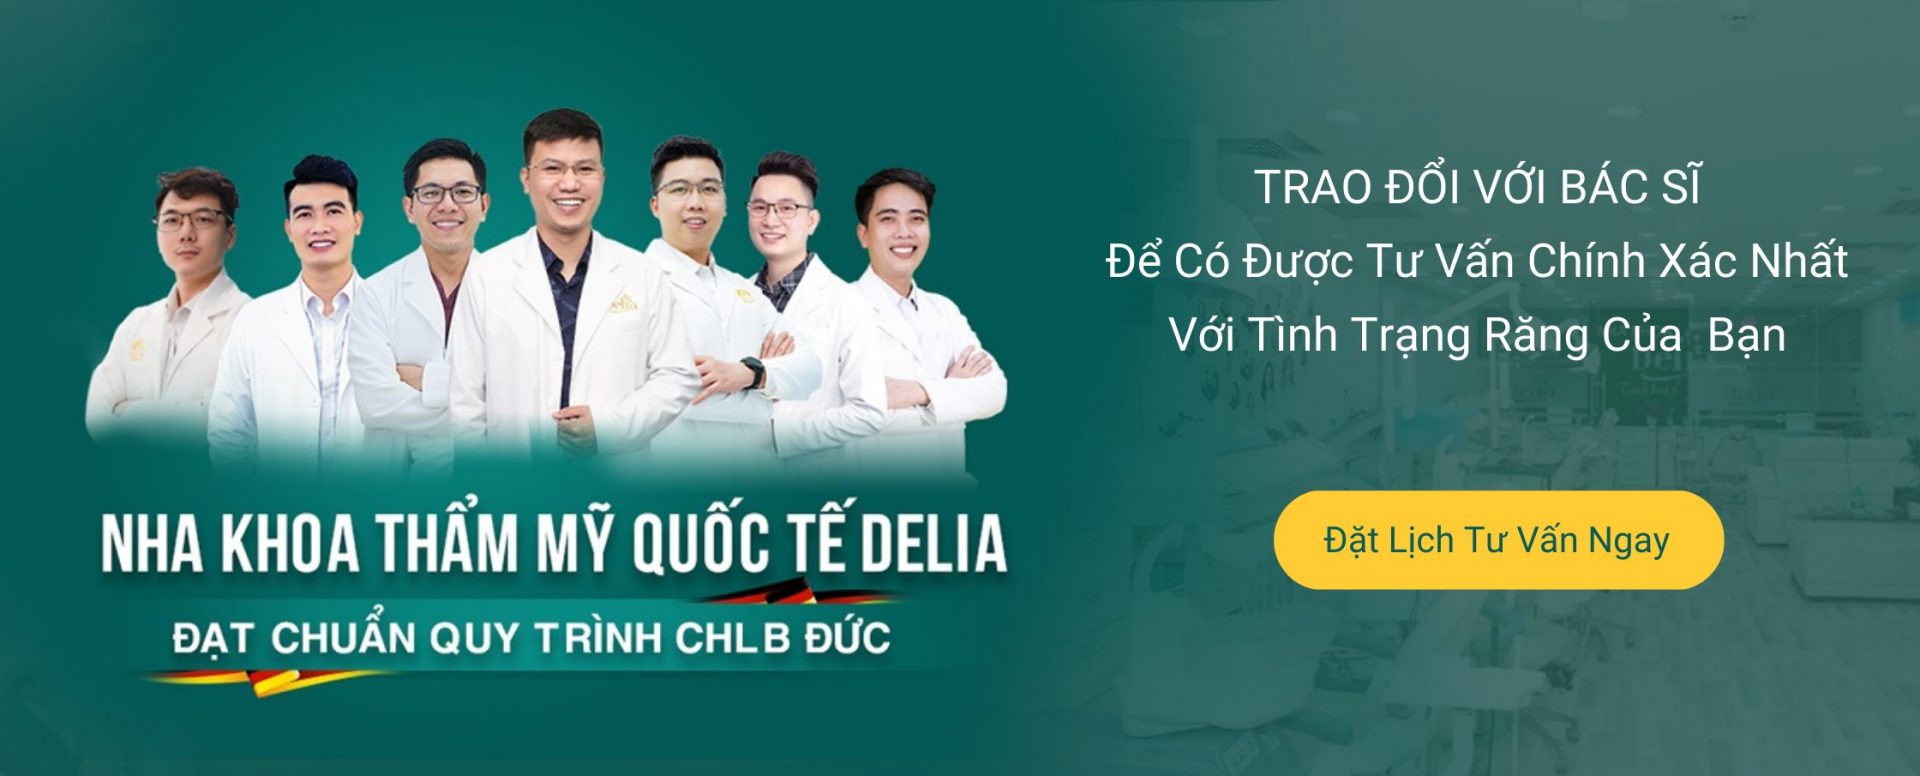 NHA KHOA THẨM MỸ QUỐC TẾ DELIA
ĐẠT CHUẨN QUY TRÌNH CHLB ĐỨC
TRAO ĐỔI VỚI BÁC SĨ
Để Có Được Tư Vấn Chính Xác Nhất
Với Tình Trạng Răng Của  Bạn
Đặt Lịch Tư Vấn Ngay